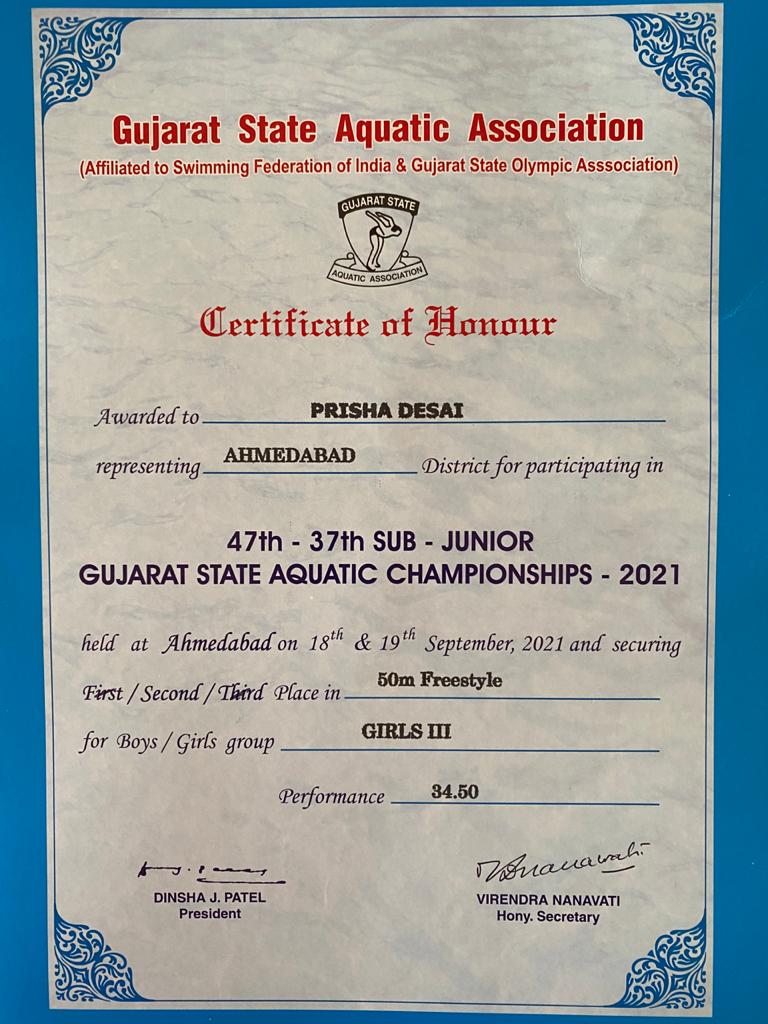 Gujarat State Aquatic Association
(Affiliated to Swimming Federation of India & Gujarat State Olympic Asssociation)
GUJARAT STATE
AQUATIC ASSOCIATION
Certificate of Honour
Awarded to PRISHA DESAI
representing AHMEDABAD District for participating in
47th - 37th SUB - JUNIOR
GUJARAT STATE AQUATIC CHAMPIONSHIPS - 2021
held at Ahmedabad on 18th & 19th September, 2021 and securing
First / Second / Third Place in 50m Freestyle
for Boys / Girls group GIRLS III
Performance 34.50
DINSHA J. PATEL
President
VIRENDRA NANAVATI
Hony. Secretary